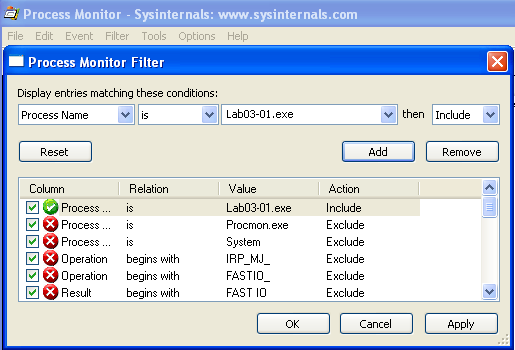 Process Monitor - Sysinternals: www.sysinternals.com
File Edit Event Filter Tools Options Help
Process Monitor Filter
Display entries matching these conditions:
Process Name is Lab03-01.exe then Include
Reset Add Remove
Column Relation Value Action
Process ... is Lab03-01.exe Include
Process ... is Procmon.exe Exclude
Process ... is System Exclude
Operation begins with IRP_MJ_ Exclude
Operation begins with FASTIO_ Exclude
Result begins with FAST IO Exclude
OK Cancel Apply